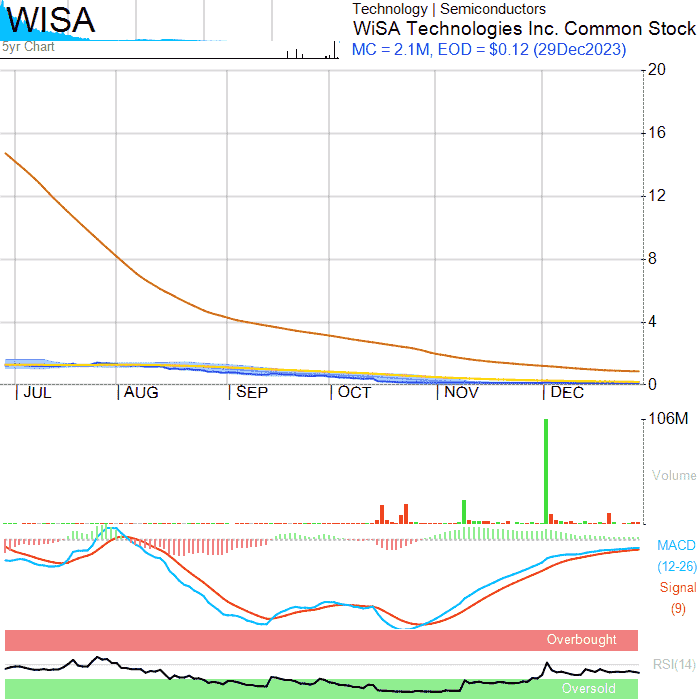 WISA
5yr Chart
Technology | Semiconductors
WiSA Technologies Inc. Common Stock
MC = 2.1M, EOD = $0.12 (29Dec2023)
20
16
12
8
4
0
JUL
AUG
SEP
OCT
NOV
DEC
106M
Volume
MACD
(12-26)
Signal
(9)
Overbought
RSI(14)
Oversold